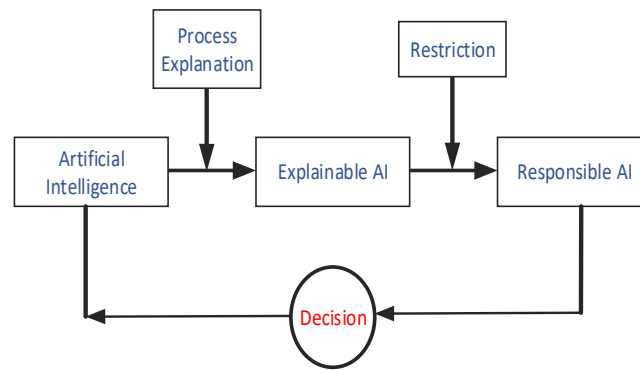 Process
Explanation
Restriction
Artificial
Intelligence
Explainable AI
Responsible AI
Decision